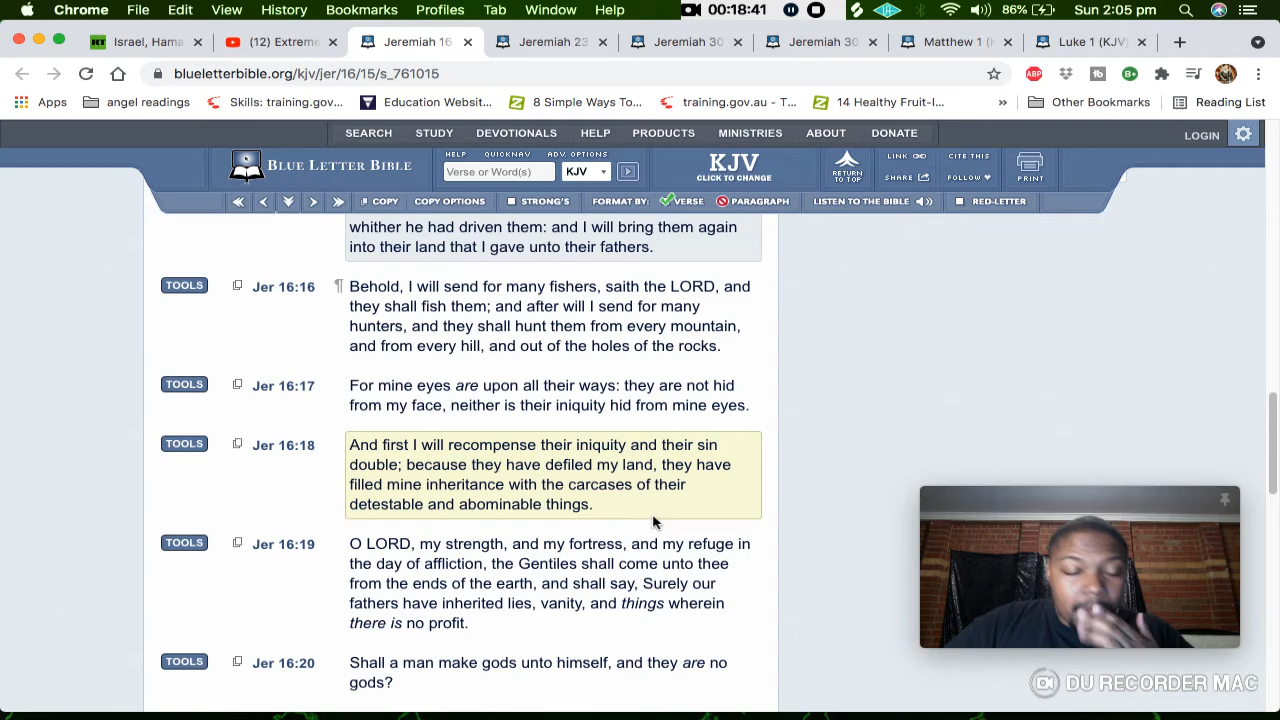 Chrome File Edit View History Bookmarks Profiles Tab Window Help 00:18:41 86% Sun 2:05 pm
RT Israel, Hama (12) Extreme Jeremiah 16 Jeremiah 23 Jeremiah 30 Jeremiah 30 Matthew 1 ( Luke 1 (KJV)
blueletterbible.org/kjv/jer/16/15/s_761015 ABP
Apps angel readings Skills: training.gov... Education Websit... 8 Simple Ways To... training.gov.au - T... 14 Healthy Fruit-I... » Other Bookmarks Reading List
SEARCH STUDY DEVOTIONALS HELP PRODUCTS MINISTRIES ABOUT DONATE LOGIN
BLUE LETTER BIBLE
HELP QUICKNAV ADV. OPTIONS
Verse or Word(s) KJV
KJV
CLICK TO CHANGE
RETURN
TO TOP
LINK
SHARE
CITE THIS
FOLLOW
PRINT
COPY COPY OPTIONS STRONG'S FORMAT BY: VERSE PARAGRAPH LISTEN TO THE BIBLE RED-LETTER
whither he had driven them: and I will bring them again
into their land that I gave unto their fathers.
TOOLS Jer 16:16 ¶ Behold, I will send for many fishers, saith the LORD, and
they shall fish them; and after will I send for many
hunters, and they shall hunt them from every mountain,
and from every hill, and out of the holes of the rocks.
TOOLS Jer 16:17 For mine eyes are upon all their ways: they are not hid
from my face, neither is their iniquity hid from mine eyes.
TOOLS Jer 16:18 And first I will recompense their iniquity and their sin
double; because they have defiled my land, they have
filled mine inheritance with the carcases of their
detestable and abominable things.
TOOLS Jer 16:19 O LORD, my strength, and my fortress, and my refuge in
the day of affliction, the Gentiles shall come unto thee
from the ends of the earth, and shall say, Surely our
fathers have inherited lies, vanity, and things wherein
there is no profit.
TOOLS Jer 16:20 Shall a man make gods unto himself, and they are no
gods?
DU RECORDER MAC